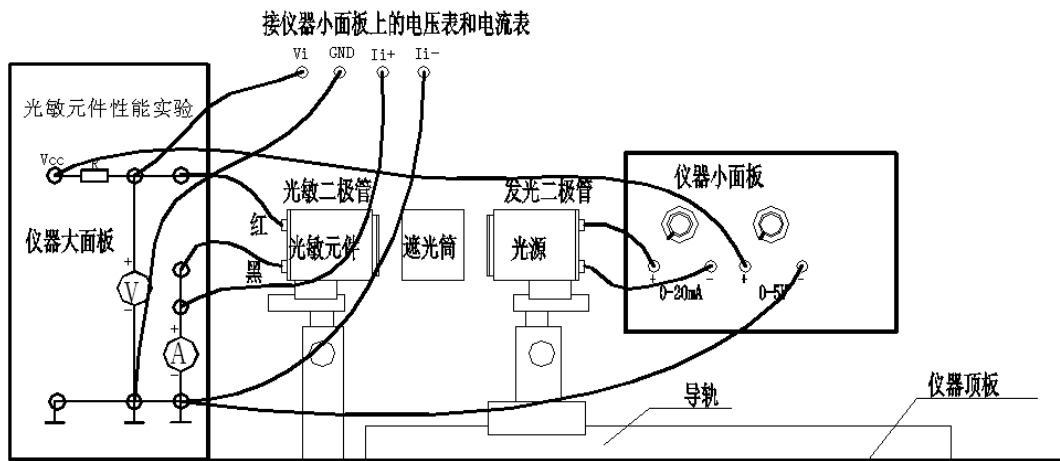 接仪器小面板上的电压表和电流表
Vi GND Ii+ Ii-
光敏元件性能实验
Vcc R
仪器大面板
+
V
-
+
A
-
光敏二极管
红
黑
光敏元件
遮光筒
发光二极管
光源
仪器小面板
+ - + -
0-20mA 0-5V
导轨
仪器顶板